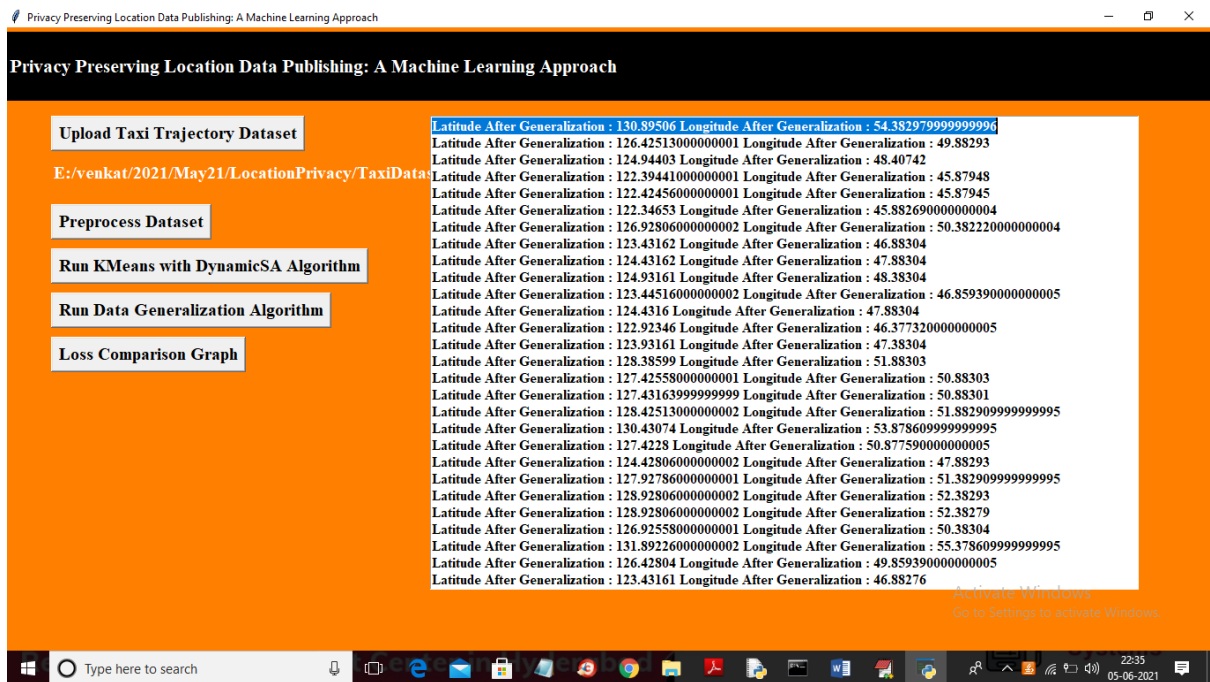 Privacy Preserving Location Data Publishing: A Machine Learning Approach
Privacy Preserving Location Data Publishing: A Machine Learning Approach
Upload Taxi Trajectory Dataset
E:/venkat/2021/May21/LocationPrivacy/TaxiDatas
Preprocess Dataset
Run KMeans with DynamicSA Algorithm
Run Data Generalization Algorithm
Loss Comparison Graph
Latitude After Generalization : 130.89506 Longitude After Generalization : 54.382979999999996
Latitude After Generalization : 126.42513000000001 Longitude After Generalization : 49.88293
Latitude After Generalization : 124.94403 Longitude After Generalization : 48.40742
Latitude After Generalization : 122.39441000000001 Longitude After Generalization : 45.87948
Latitude After Generalization : 122.42456000000001 Longitude After Generalization : 45.87945
Latitude After Generalization : 122.34653 Longitude After Generalization : 45.882690000000004
Latitude After Generalization : 126.92806000000002 Longitude After Generalization : 50.382220000000004
Latitude After Generalization : 123.43162 Longitude After Generalization : 46.88304
Latitude After Generalization : 124.43162 Longitude After Generalization : 47.88304
Latitude After Generalization : 124.93161 Longitude After Generalization : 48.38304
Latitude After Generalization : 123.44516000000002 Longitude After Generalization : 46.859390000000005
Latitude After Generalization : 124.4316 Longitude After Generalization : 47.88304
Latitude After Generalization : 122.92346 Longitude After Generalization : 46.377320000000005
Latitude After Generalization : 123.93161 Longitude After Generalization : 47.38304
Latitude After Generalization : 128.38599 Longitude After Generalization : 51.88303
Latitude After Generalization : 127.42558000000001 Longitude After Generalization : 50.88303
Latitude After Generalization : 127.43163999999999 Longitude After Generalization : 50.88301
Latitude After Generalization : 128.42513000000002 Longitude After Generalization : 51.882909999999995
Latitude After Generalization : 130.43074 Longitude After Generalization : 53.878609999999995
Latitude After Generalization : 127.4228 Longitude After Generalization : 50.877590000000005
Latitude After Generalization : 124.42806000000002 Longitude After Generalization : 47.88293
Latitude After Generalization : 127.92786000000001 Longitude After Generalization : 51.382909999999995
Latitude After Generalization : 128.92806000000002 Longitude After Generalization : 52.38293
Latitude After Generalization : 128.92806000000002 Longitude After Generalization : 52.38279
Latitude After Generalization : 126.92558000000001 Longitude After Generalization : 50.38304
Latitude After Generalization : 131.89226000000002 Longitude After Generalization : 55.378609999999995
Latitude After Generalization : 126.42804 Longitude After Generalization : 49.859390000000005
Latitude After Generalization : 123.43161 Longitude After Generalization : 46.88276
Activate Windows
Go to Settings to activate Windows.
Type here to search
22:35
05-06-2021